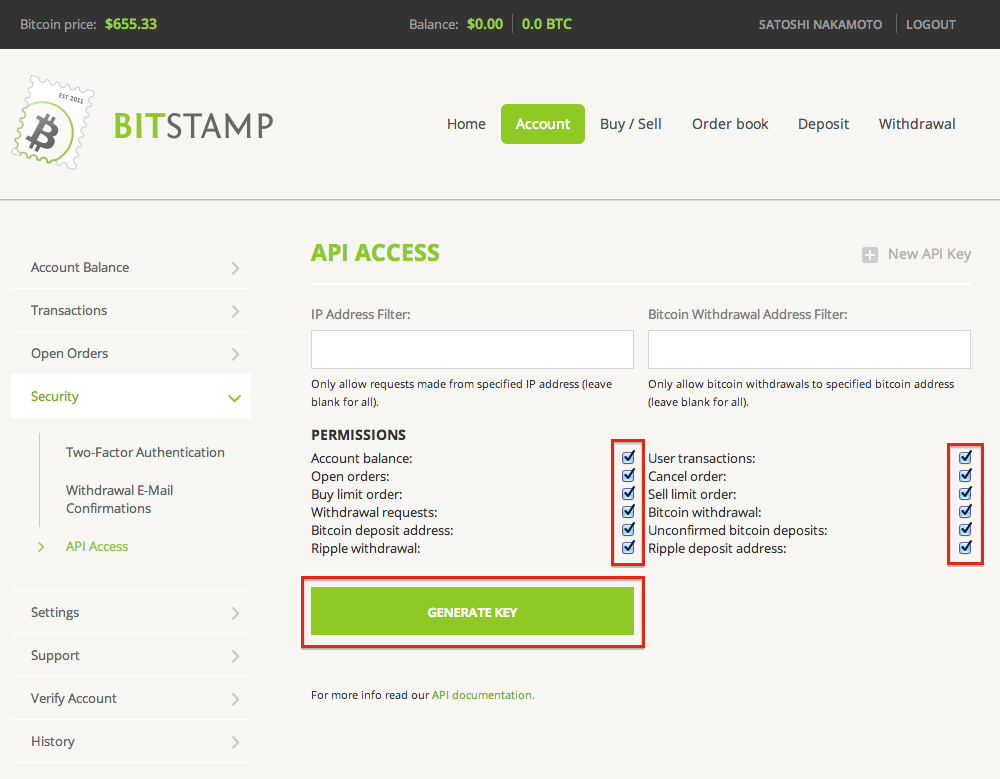 Bitcoin price: $655.33 Balance: $0.00 0.0 BTC SATOSHI NAKAMOTO LOGOUT
EST 2011
BITSTAMP
Home Account Buy / Sell Order book Deposit Withdrawal
Account Balance
Transactions
Open Orders
Security
Two-Factor Authentication
Withdrawal E-Mail
Confirmations
API Access
Settings
Support
Verify Account
History
API ACCESS New API Key
IP Address Filter: Bitcoin Withdrawal Address Filter:
Only allow requests made from specified IP address (leave
blank for all).
Only allow bitcoin withdrawals to specified bitcoin address
(leave blank for all).
PERMISSIONS
Account balance: User transactions:
Open orders: Cancel order:
Buy limit order: Sell limit order:
Withdrawal requests: Bitcoin withdrawal:
Bitcoin deposit address: Unconfirmed bitcoin deposits:
Ripple withdrawal: Ripple deposit address:
GENERATE KEY
For more info read our API documentation.